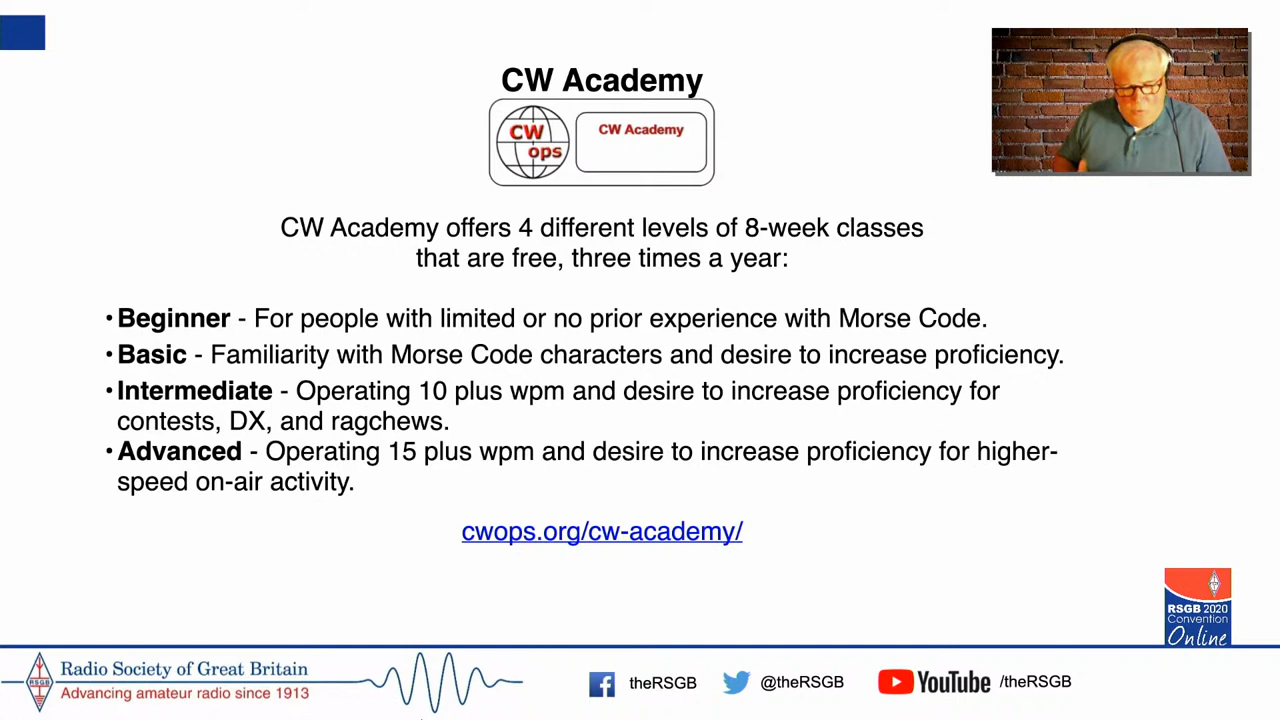 CW Academy
CW
ops
CW Academy
CW Academy offers 4 different levels of 8-week classes
that are free, three times a year:
• Beginner - For people with limited or no prior experience with Morse Code.
• Basic - Familiarity with Morse Code characters and desire to increase proficiency.
• Intermediate - Operating 10 plus wpm and desire to increase proficiency for
contests, DX, and ragchews.
• Advanced - Operating 15 plus wpm and desire to increase proficiency for higher-
speed on-air activity.
cwops.org/cw-academy/
RSGB 2020
Convention
Online
Radio Society of Great Britain
Advancing amateur radio since 1913
theRSGB
@theRSGB
YouTube /theRSGB